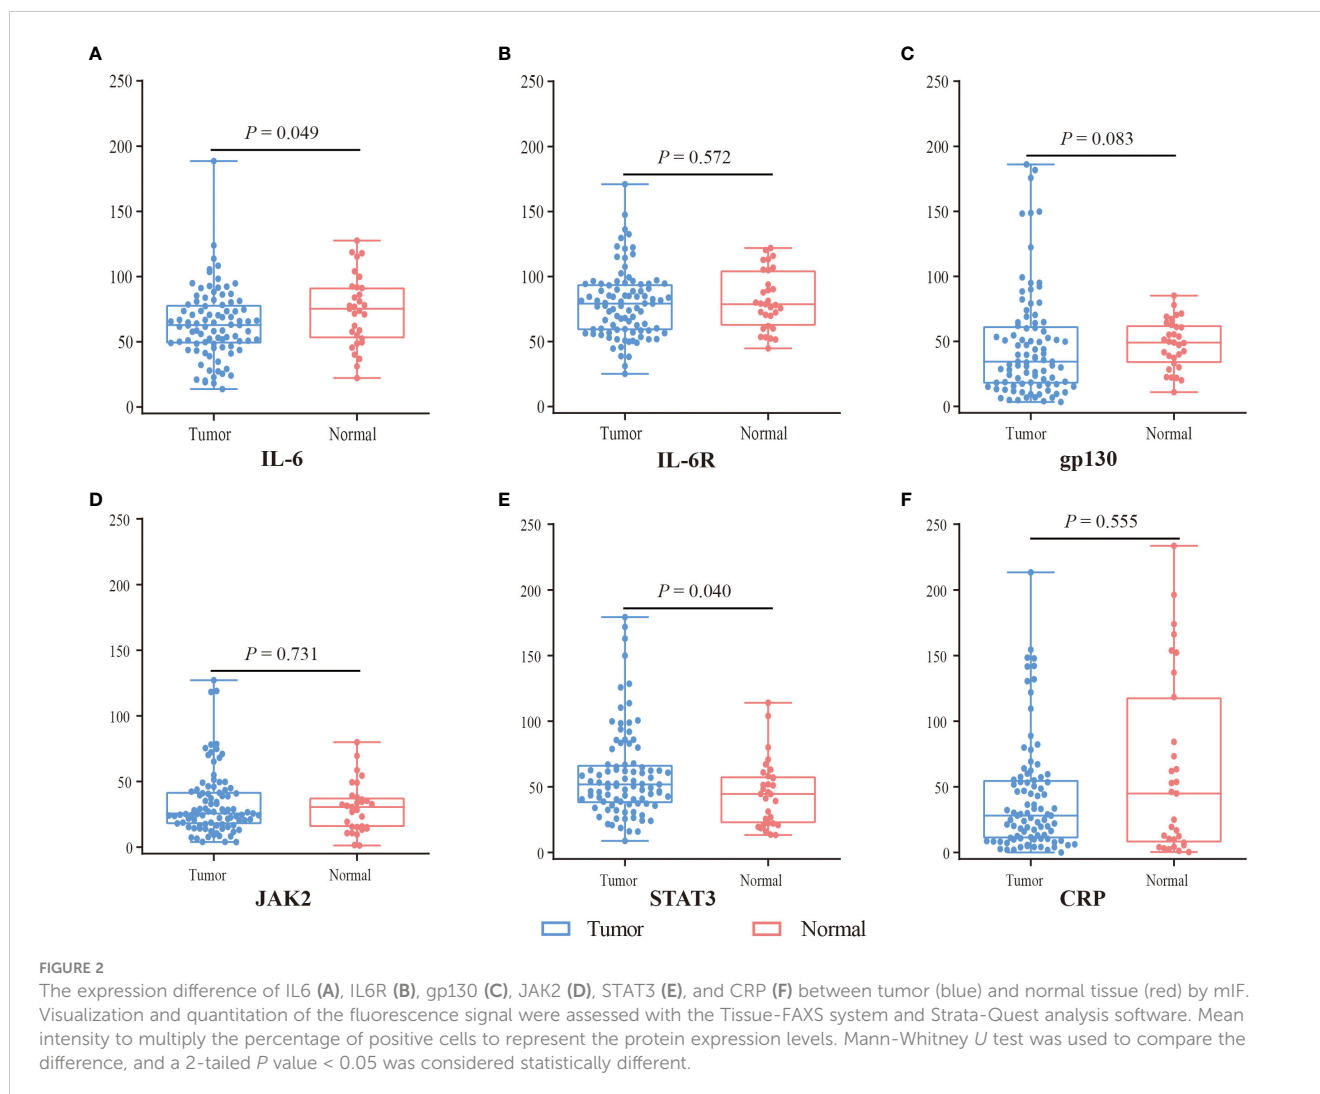 A
B
C
250
200
150
100
50
0
P = 0.049
Tumor
Normal
IL-6
250
200
150
100
50
0
P = 0.572
Tumor
Normal
IL-6R
250
200
150
100
50
0
P = 0.083
Tumor
Normal
gp130
D
E
F
250
200
150
100
50
0
P = 0.731
Tumor
Normal
JAK2
250
200
150
100
50
0
P = 0.040
Tumor
Normal
STAT3
250
200
150
100
50
0
P = 0.555
Tumor
Normal
CRP
Tumor
Normal
FIGURE 2
The expression difference of IL6 (A), IL6R (B), gp130 (C), JAK2 (D), STAT3 (E), and CRP (F) between tumor (blue) and normal tissue (red) by mIF.
Visualization and quantitation of the fluorescence signal were assessed with the Tissue-FAXS system and Strata-Quest analysis software. Mean
intensity to multiply the percentage of positive cells to represent the protein expression levels. Mann-Whitney U test was used to compare the
difference, and a 2-tailed P value < 0.05 was considered statistically different.